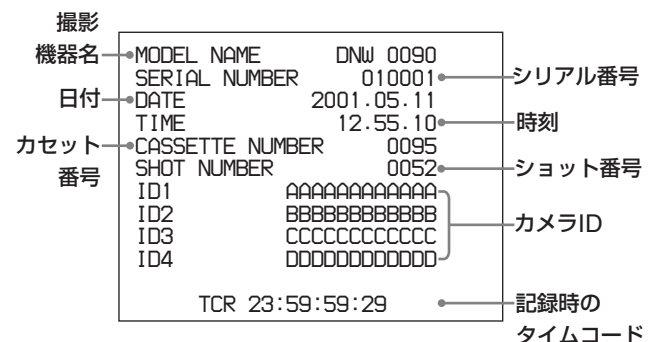 撮影
機器名
日付
カセット
番号
MODEL NAME DNW 0090
SERIAL NUMBER 010001
DATE 2001.05.11
TIME 12.55.10
CASSETTE NUMBER 0095
SHOT NUMBER 0052
ID1 AAAAAAAAAAAA
ID2 BBBBBBBBBBBB
ID3 CCCCCCCCCCCC
ID4 DDDDDDDDDDDD
TCR 23:59:59:29
シリアル番号
時刻
ショット番号
カメラID
記録時の
タイムコード